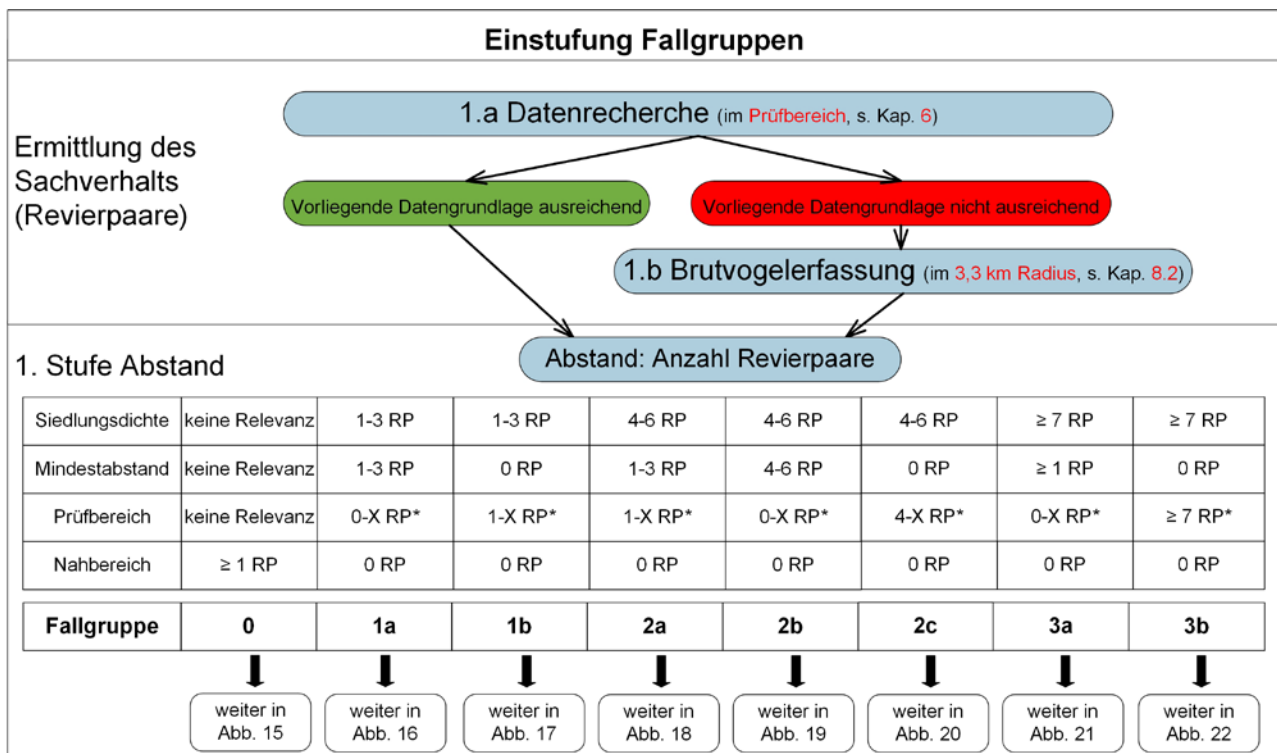 Einstufung Fallgruppen
1.a Datenrecherche (im Prüfbereich, s. Kap. 6)
Ermittlung des
Sachverhalts
(Revierpaare)
Vorliegende Datengrundlage ausreichend
Vorliegende Datengrundlage nicht ausreichend
1.b Brutvogelerfassung (im 3,3 km Radius, s. Kap. 8.2)
1. Stufe Abstand
Abstand: Anzahl Revierpaare
Siedlungsdichte keine Relevanz 1-3 RP 1-3 RP 4-6 RP 4-6 RP 4-6 RP ≥ 7 RP ≥ 7 RP
Mindestabstand keine Relevanz 1-3 RP 0 RP 1-3 RP 4-6 RP 0 RP ≥ 1 RP 0 RP
Prüfbereich keine Relevanz 0-X RP* 1-X RP* 1-X RP* 0-X RP* 4-X RP* 0-X RP* ≥ 7 RP*
Nahbereich ≥ 1 RP 0 RP 0 RP 0 RP 0 RP 0 RP 0 RP 0 RP
Fallgruppe 0 1a 1b 2a 2b 2c 3a 3b
weiter in weiter in weiter in weiter in weiter in weiter in weiter in weiter in
Abb. 15 Abb. 16 Abb. 17 Abb. 18 Abb. 19 Abb. 20 Abb. 21 Abb. 22